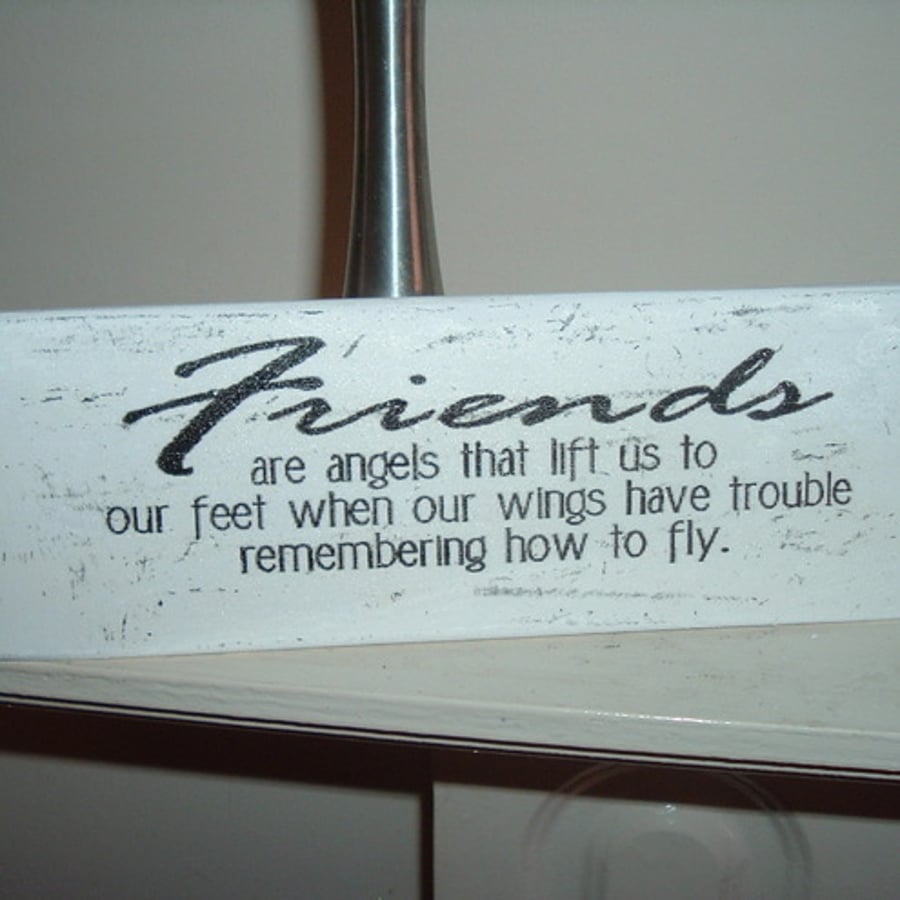 Friends
are angels that lift us to
our feet when our wings have trouble
remembering how to fly.